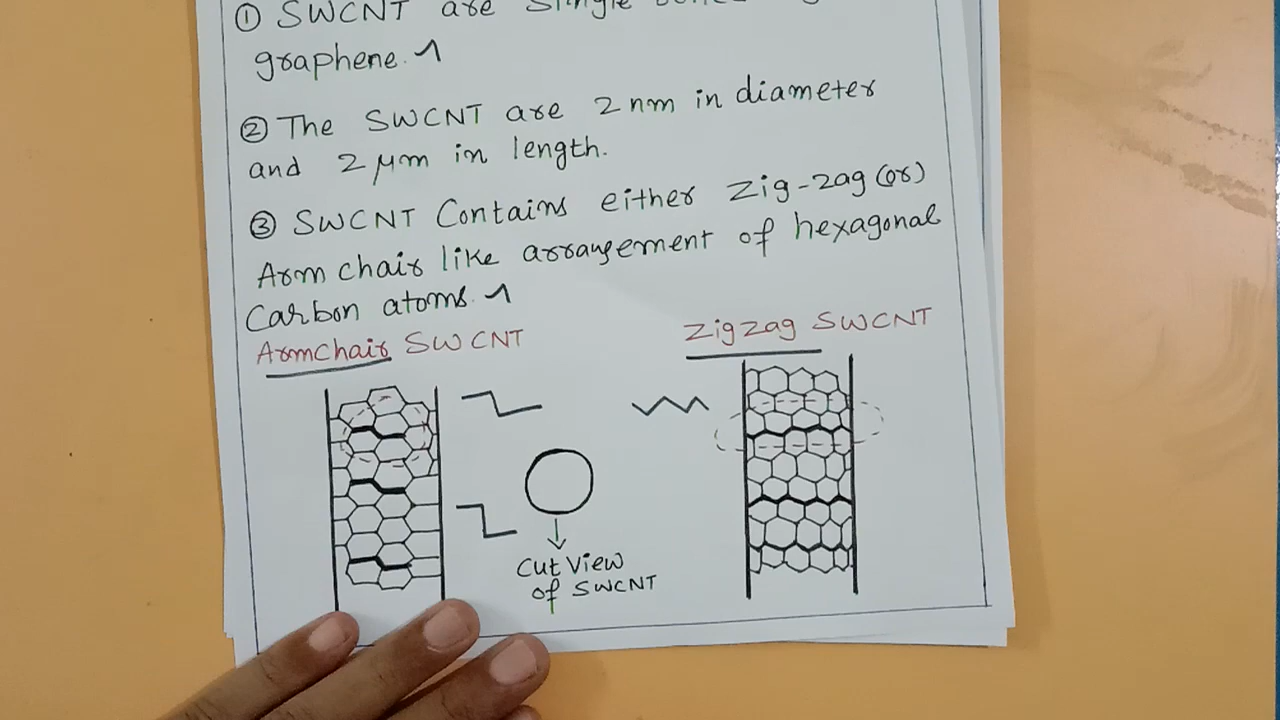 ① SWCNT are Single
graphene.
② The SWCNT are 2 nm in diameter
and 2 μm in length.
③ SWCNT Contains either Zig-zag (or)
Arm chair like arrangement of hexagonal
Carbon atoms.
Armchair SWCNT
Zigzag SWCNT
Cut View
of SWCNT